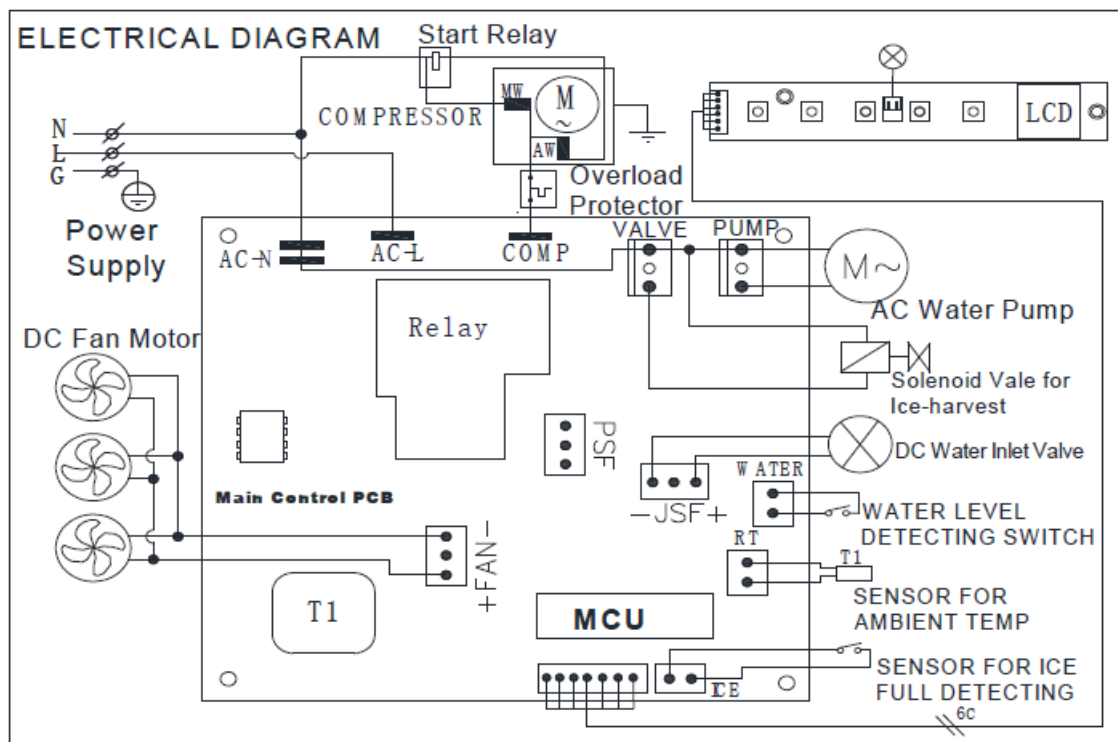 ELECTRICAL DIAGRAM
Start Relay
MW
M
~
COMPRESSOR
AW
LCD
N
L
G
Power
Supply
Overload
Protector
AC-N
AC-L
COMP
VALVE
PUMP
M~
AC Water Pump
Relay
DC Fan Motor
Solenoid Vale for
Ice-harvest
PSF
DC Water Inlet Valve
WATER
-JSF+
Main Control PCB
WATER LEVEL
DETECTING SWITCH
RT
T1
+FAN-
SENSOR FOR
AMBIENT TEMP
T1
MCU
ICE
SENSOR FOR ICE
FULL DETECTING
6C